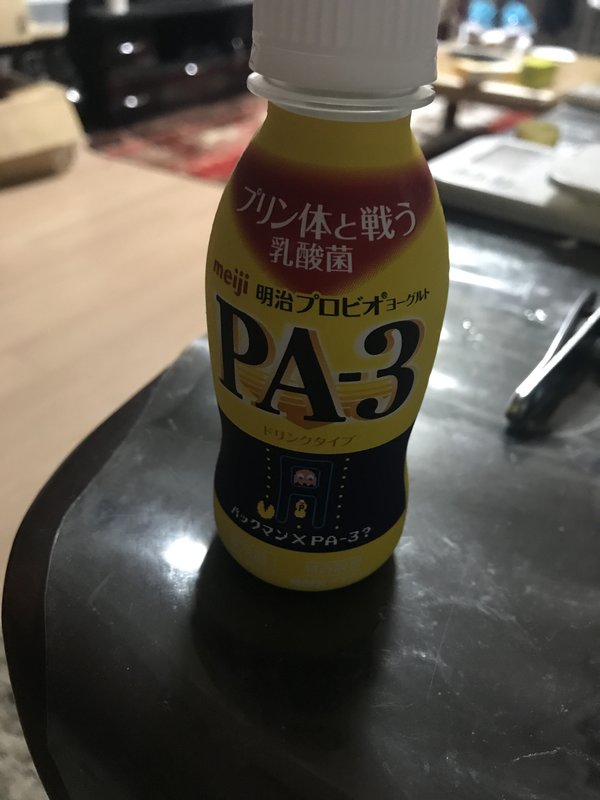 プリン体と戦う
乳酸菌
meiji
明治プロビオ®ヨーグルト
PA-3
ドリンクタイプ
パックマン×PA-3?